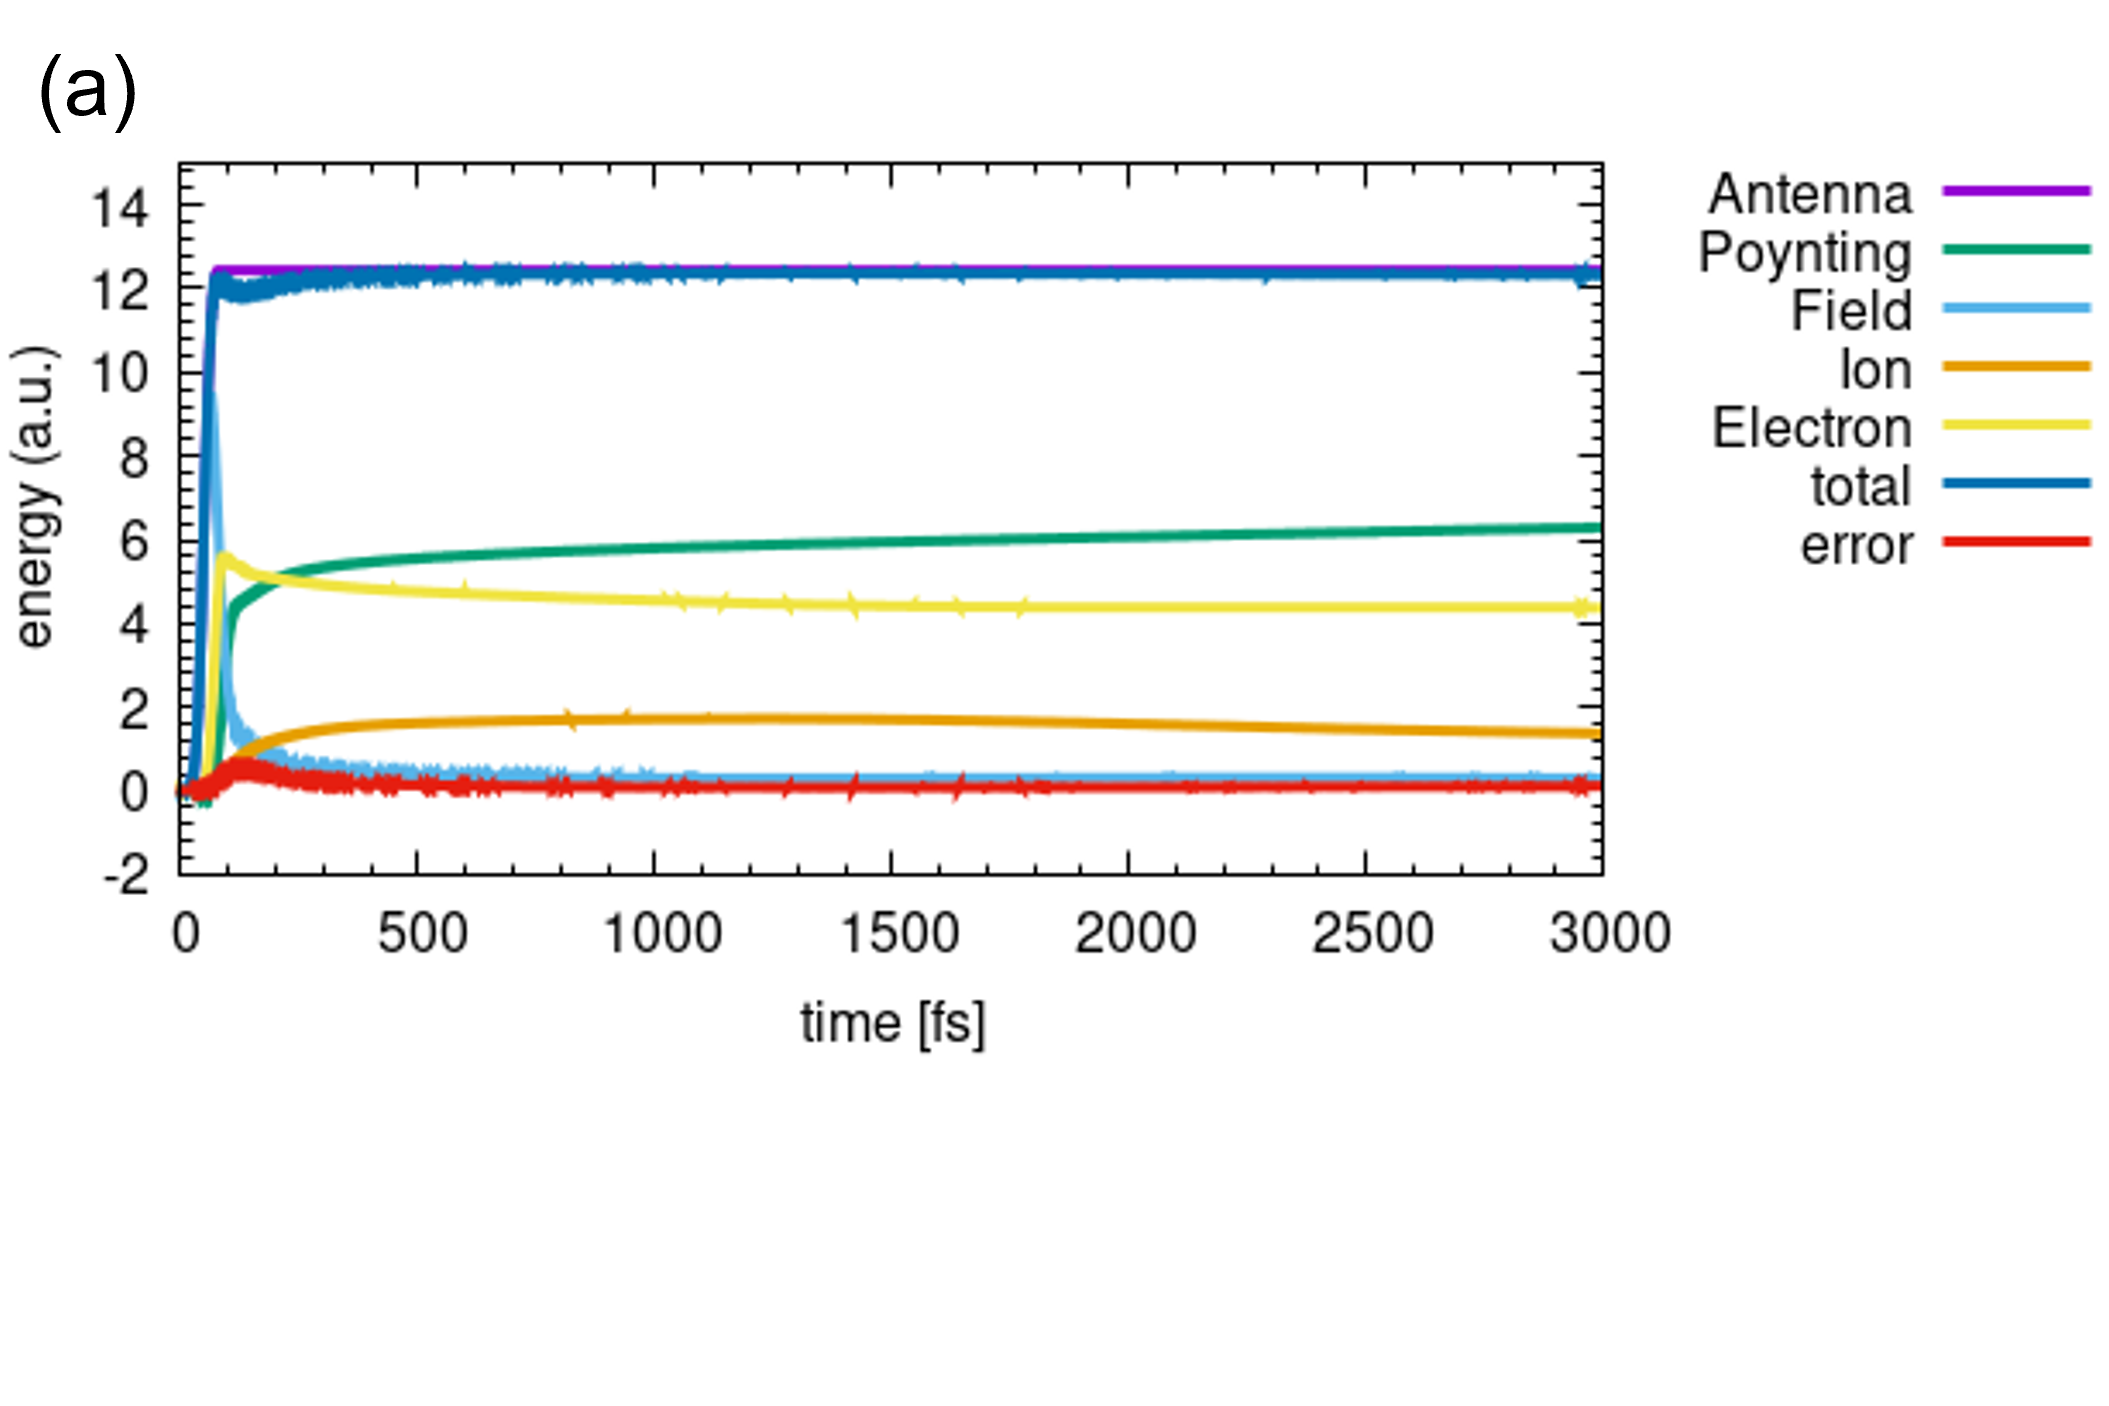 (a)
energy (a.u.)
14
12
10
8
6
4
2
0
-2
0 500 1000 1500 2000 2500 3000
time [fs]
Antenna
Poynting
Field
Ion
Electron
total
error